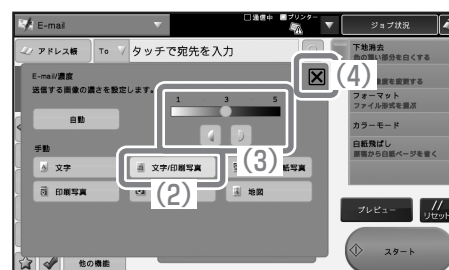 E-mail
通信中
プリンター
ジョブ状況
アドレス帳
To
タッチで宛先を入力
E-mail/濃度
送信する画像の濃さを設定します。
1 3 5
自動
手動
文字
文字/印刷写真
印刷写真
地図
(2)
(3)
(4)
下地消去
色の薄い部分を白くする
度を変更する
フォーマット
ファイル形式を選ぶ
カラーモード
白紙飛ばし
原稿から白紙ページを省く
プレビュー
リセット
スタート
他の機能